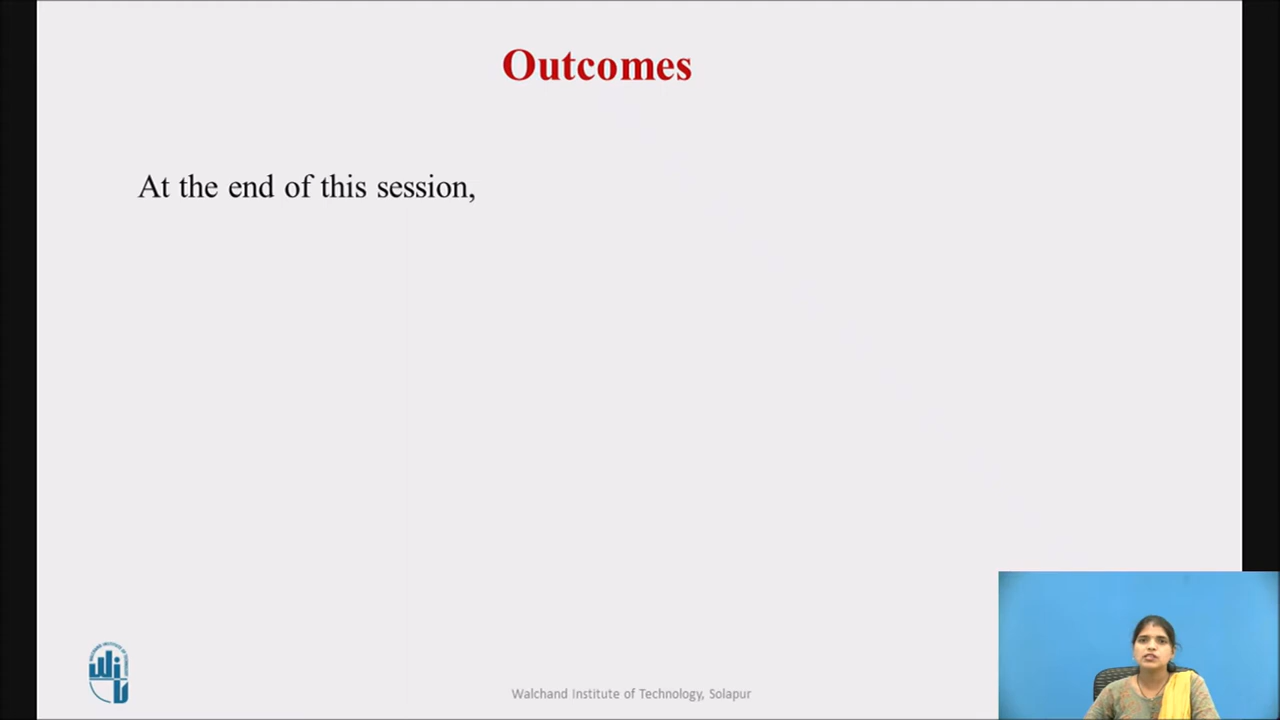 Outcomes
At the end of this session,
Walchand Institute of Technology, Solapur